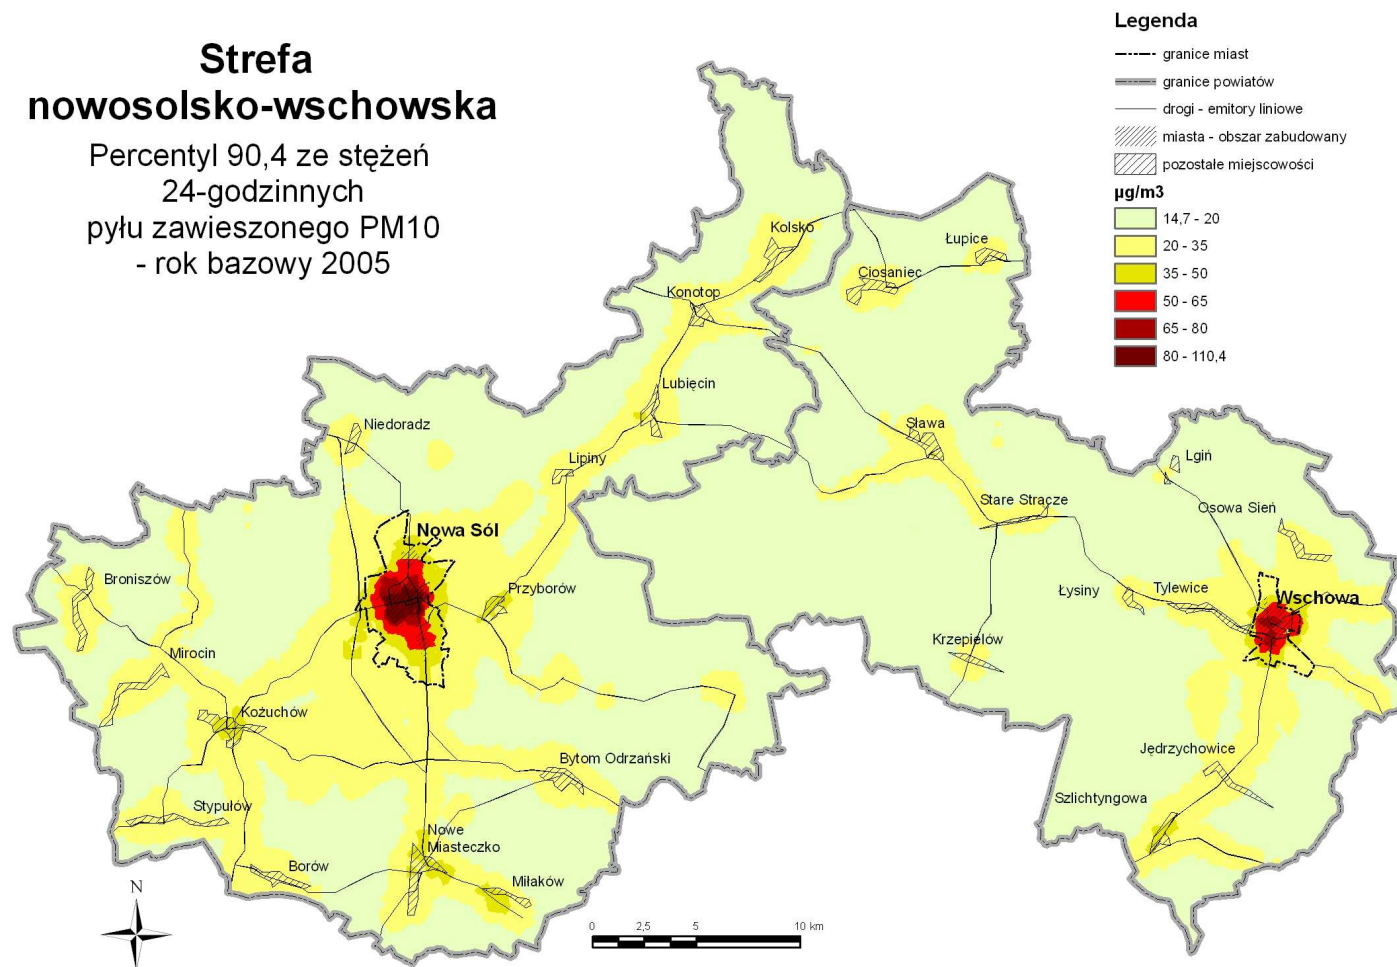 Strefa
nowosolsko-wschowska
Percentyl 90,4 ze stężeń
24-godzinnych
pyłu zawieszonego PM10
- rok bazowy 2005
Legenda
granice miast
granice powiatów
drogi - emitory liniowe
miasta - obszar zabudowany
pozostałe miejscowości
µg/m3
14,7 - 20
20 - 35
35 - 50
50 - 65
65 - 80
80 - 110,4
Kolsko
Łupice
Ciosaniec
Konotop
Lubięcin
Niedoradz
Sława
Lipiny
Lgiń
Stare Strącze
Osowa Sień
Nowa Sól
Broniszów
Przyborów
Łysiny
Tylewice
Wschowa
Krzepielów
Mirocin
Kożuchów
Jędrzychowice
Bytom Odrzański
Szlichtyngowa
Stypułów
Nowe
Miasteczko
Borów
Miłaków
N
0 2,5 5 10 km